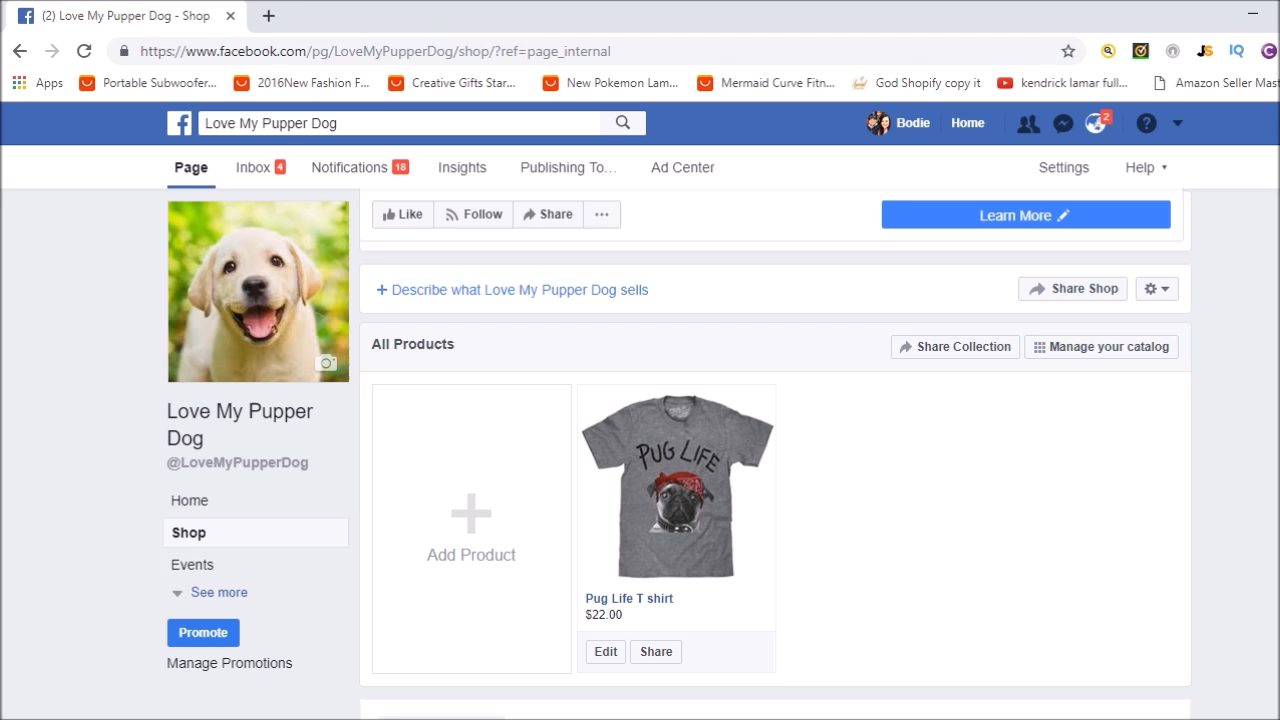 (2) Love My Pupper Dog - Shop
https://www.facebook.com/pg/LoveMyPupperDog/shop/?ref=page_internal
JS IQ
Apps Portable Subwoofer... 2016New Fashion F... Creative Gifts Star... New Pokemon Lam... Mermaid Curve Fitn... God Shopify copy it kendrick lamar full... Amazon Seller Mast
Love My Pupper Dog Bodie Home 2
Page Inbox 4 Notifications 18 Insights Publishing To... Ad Center Settings Help
Like Follow Share ... Learn More
+ Describe what Love My Pupper Dog sells Share Shop
All Products Share Collection Manage your catalog
Love My Pupper
Dog
@LoveMyPupperDog
Home
Shop
Events
See more
Promote
Manage Promotions
Add Product
PUG LIFE
Pug Life T shirt
$22.00
Edit Share